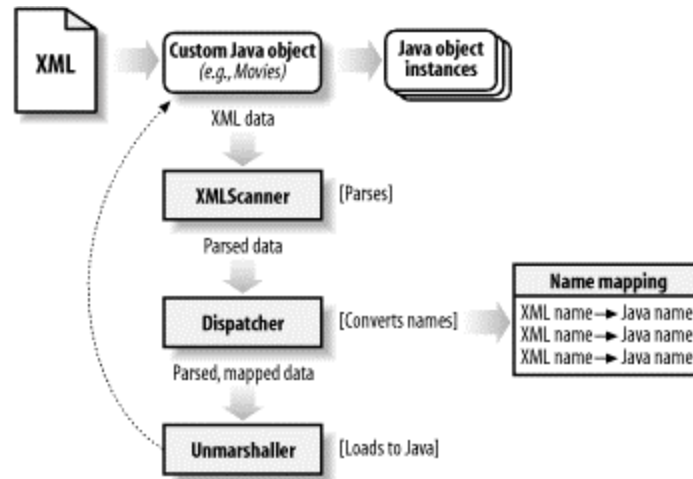 XML
Custom Java object
(e.g., Movies)
Java object
instances
XML data
XMLScanner
[Parses]
Parsed data
Dispatcher
[Converts names]
Name mapping
XML name → Java name
XML name → Java name
XML name → Java name
Parsed, mapped data
Unmarshaller
[Loads to Java]